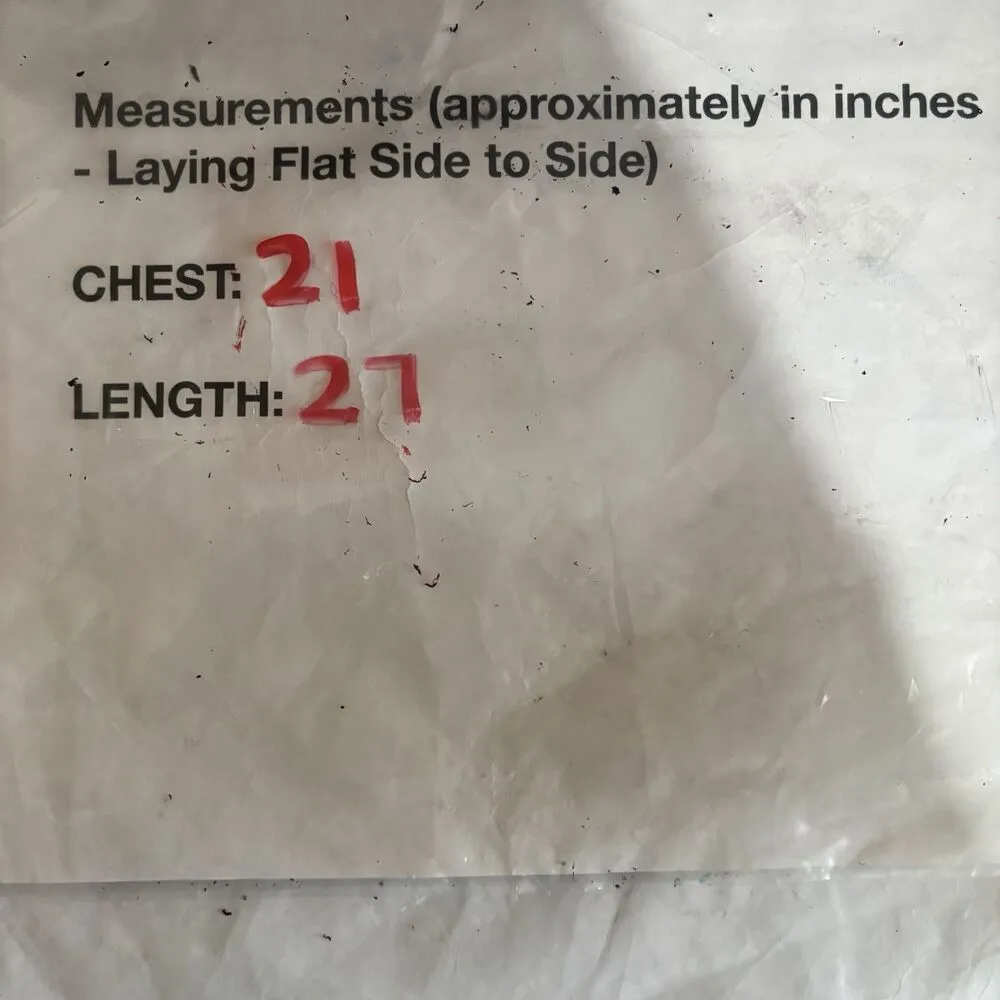 Measurements (approximately in inches
- Laying Flat Side to Side)
CHEST: 21
LENGTH: 27